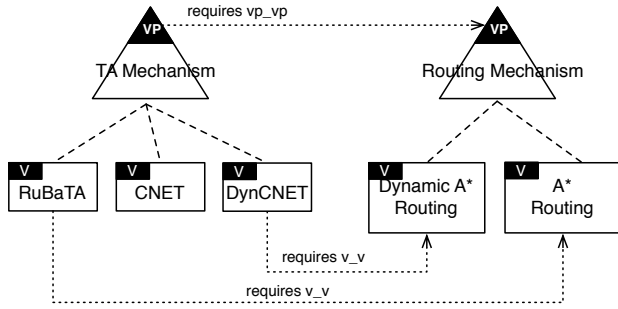 requires vp_vp
VP
VP
TA Mechanism
Routing Mechanism
V
V
V
V
V
RuBaTA
CNET
DynCNET
Dynamic A*
Routing
A*
Routing
requires v_v
requires v_v